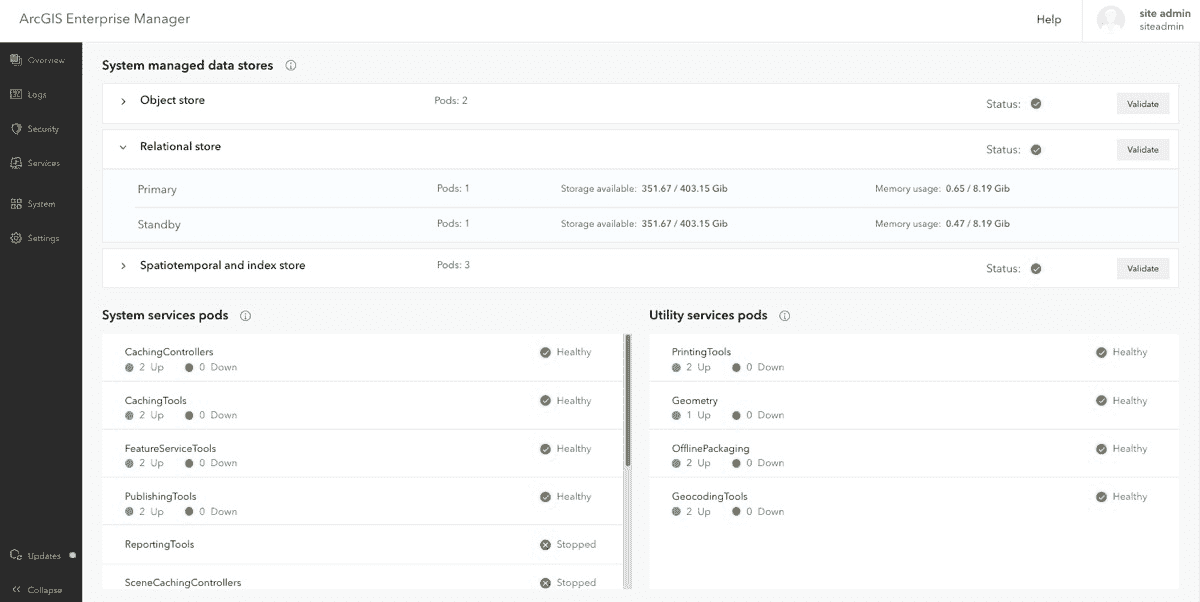 ArcGIS Enterprise Manager
Help
site admin
siteadmin
Overview
Logs
Security
Services
System
Settings
Updates
Collapse
System managed data stores
Object store Pods: 2 Status: Validate
Relational store Status: Validate
Primary Pods: 1 Storage available: 351.67 / 403.15 Gib Memory usage: 0.65 / 8.19 Gib
Standby Pods: 1 Storage available: 351.67 / 403.15 Gib Memory usage: 0.47 / 8.19 Gib
Spatiotemporal and index store Pods: 3 Status: Validate
System services pods
CachingControllers Healthy
2 Up 0 Down
CachingTools Healthy
2 Up 0 Down
FeatureServiceTools Healthy
2 Up 0 Down
PublishingTools Healthy
2 Up 0 Down
ReportingTools Stopped
SceneCachingControllers Stopped
Utility services pods
PrintingTools Healthy
2 Up 0 Down
Geometry Healthy
1 Up 0 Down
OfflinePackaging Healthy
2 Up 0 Down
GeocodingTools Healthy
2 Up 0 Down